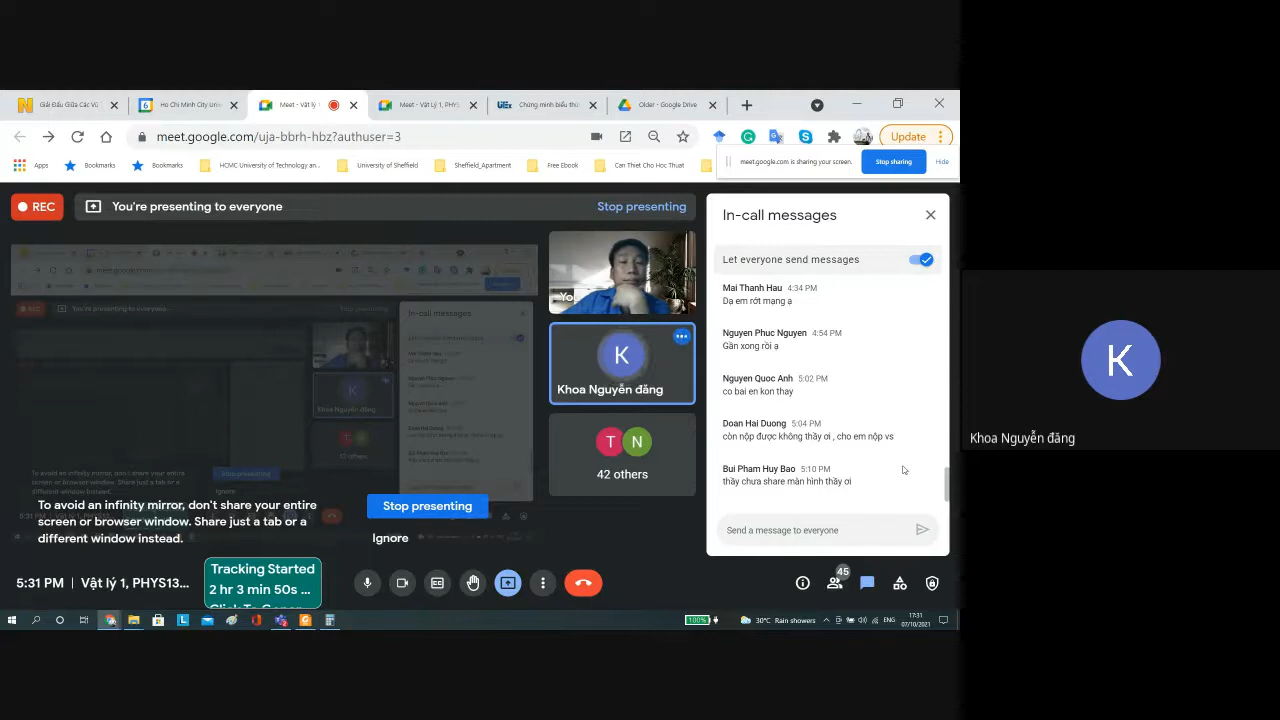 Giải Đấu Giữa Các Vũ
Ho Chi Minh City Univ
Meet - Vật lý 1
Meet - Vật Lý 1, PHYS
Chứng minh biểu thứ
Older - Google Drive
meet.google.com/uja-bbrh-hbz?authuser=3
Update
Apps
Bookmarks
Bookmarks
HCMC University of Technology an...
University of Sheffield
Sheffield_Apartment
Free Ebook
Can Thiet Cho Hoc Thuat
meet.google.com is sharing your screen.
Stop sharing
Hide
REC
You're presenting to everyone
Stop presenting
In-call messages
Let everyone send messages
Mai Thanh Hau 4:34 PM
Dạ em rớt mạng ạ
Nguyen Phuc Nguyen 4:54 PM
Gần xong rồi ạ
Nguyen Quoc Anh 5:02 PM
co bai en kon thay
Doan Hai Duong 5:04 PM
còn nộp được không thầy ơi , cho em nộp vs
Bui Pham Huy Bao 5:10 PM
thầy chưa share màn hình thầy ơi
Send a message to everyone
You
K
Khoa Nguyễn đăng
T N
42 others
In-call messages
Khoa Nguyễn đăng
To avoid an infinity mirror, don't share your entire
screen or browser window. Share just a tab or a
different window instead.
Stop presenting
Ignore
5:31 PM | Vật lý 1, PHYS13...
Tracking Started
2 hr 3 min 50s ...
45
100%
30°C Rain showers
ENG
17:31
07/10/2021
K
Khoa Nguyễn đăng